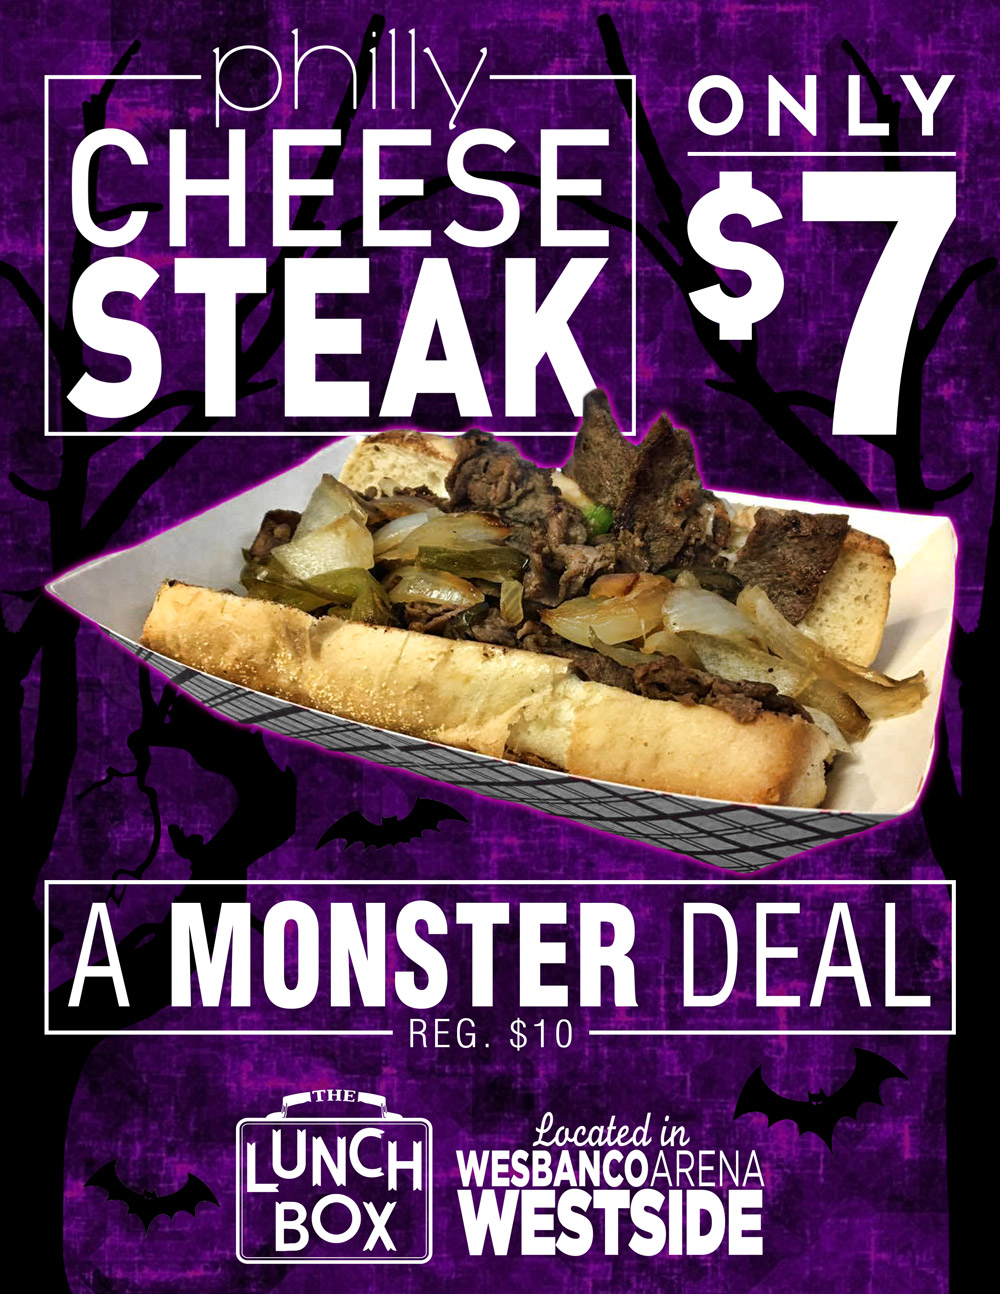 philly
CHEESE
STEAK
ONLY
$7
A MONSTER DEAL
REG. $10
THE
LUNCH
BOX
Located in
WESBANCOARENA
WESTSIDE